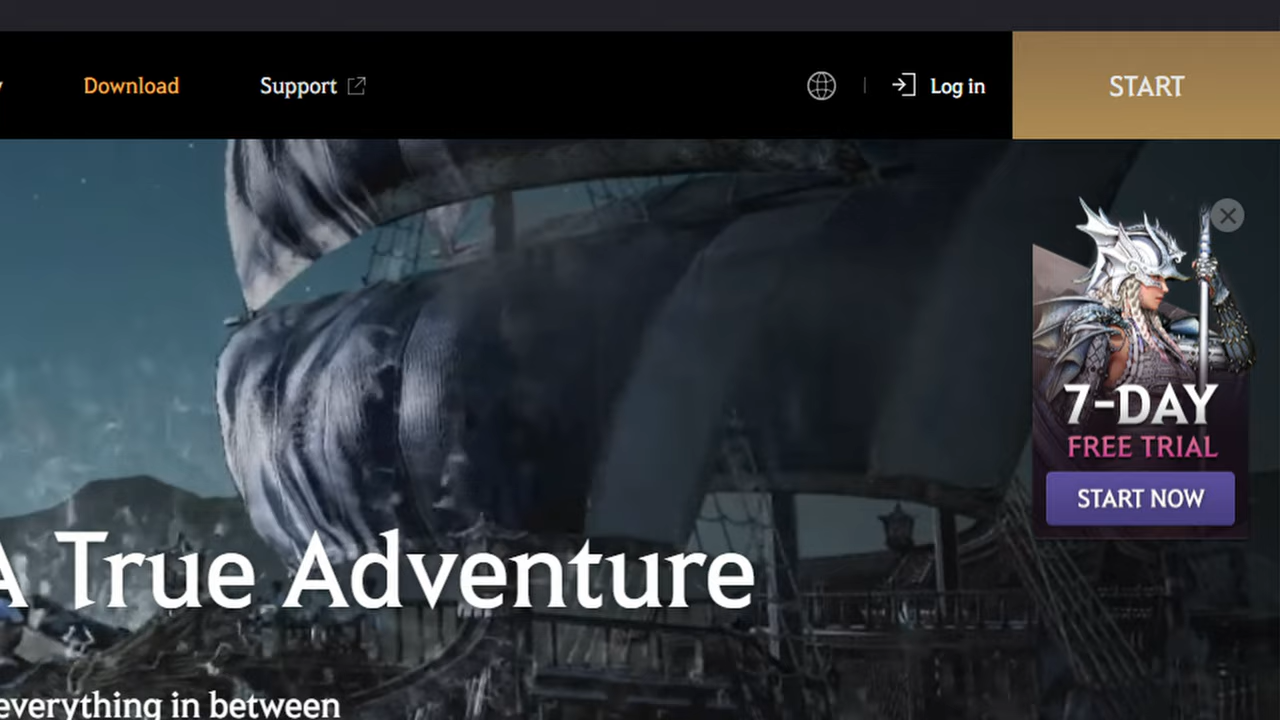 Download
Support
Log in
START
7-DAY
FREE TRIAL
START NOW
A True Adventure
everything in between